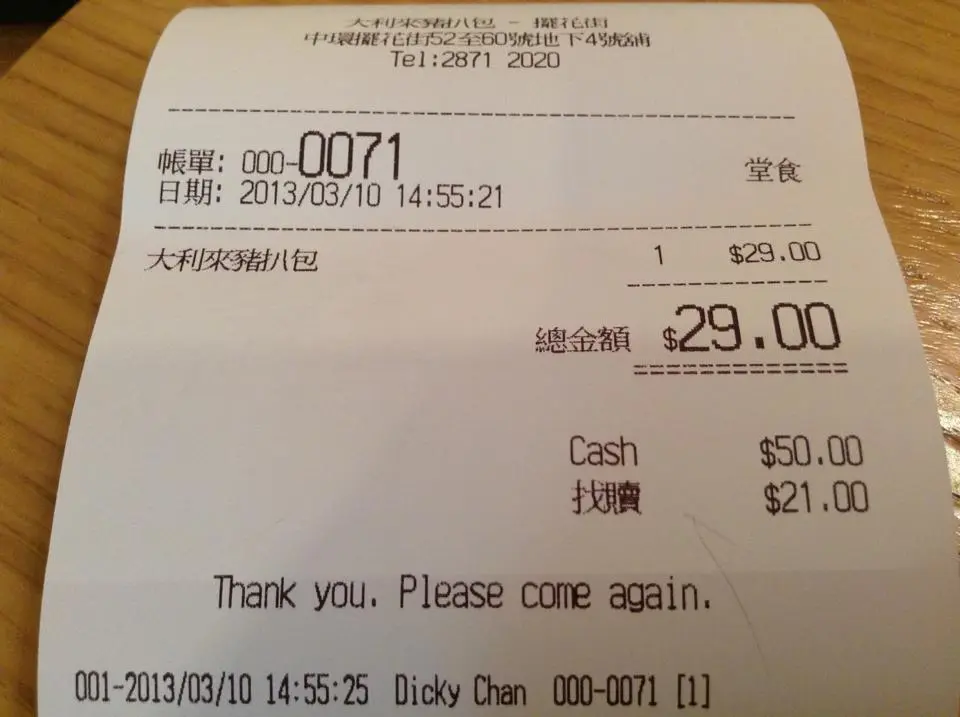 大利來豬扒包 - 擺花街
中環擺花街52至60號地下4號舖
Tel:2871 2020
帳單: 000-0071 堂食
日期: 2013/03/10 14:55:21
大利來豬扒包 1 $29.00
總金額 $29.00
Cash $50.00
找贖 $21.00
Thank you. Please come again.
001-2013/03/10 14:55:25 Dicky Chan 000-0071 [1]